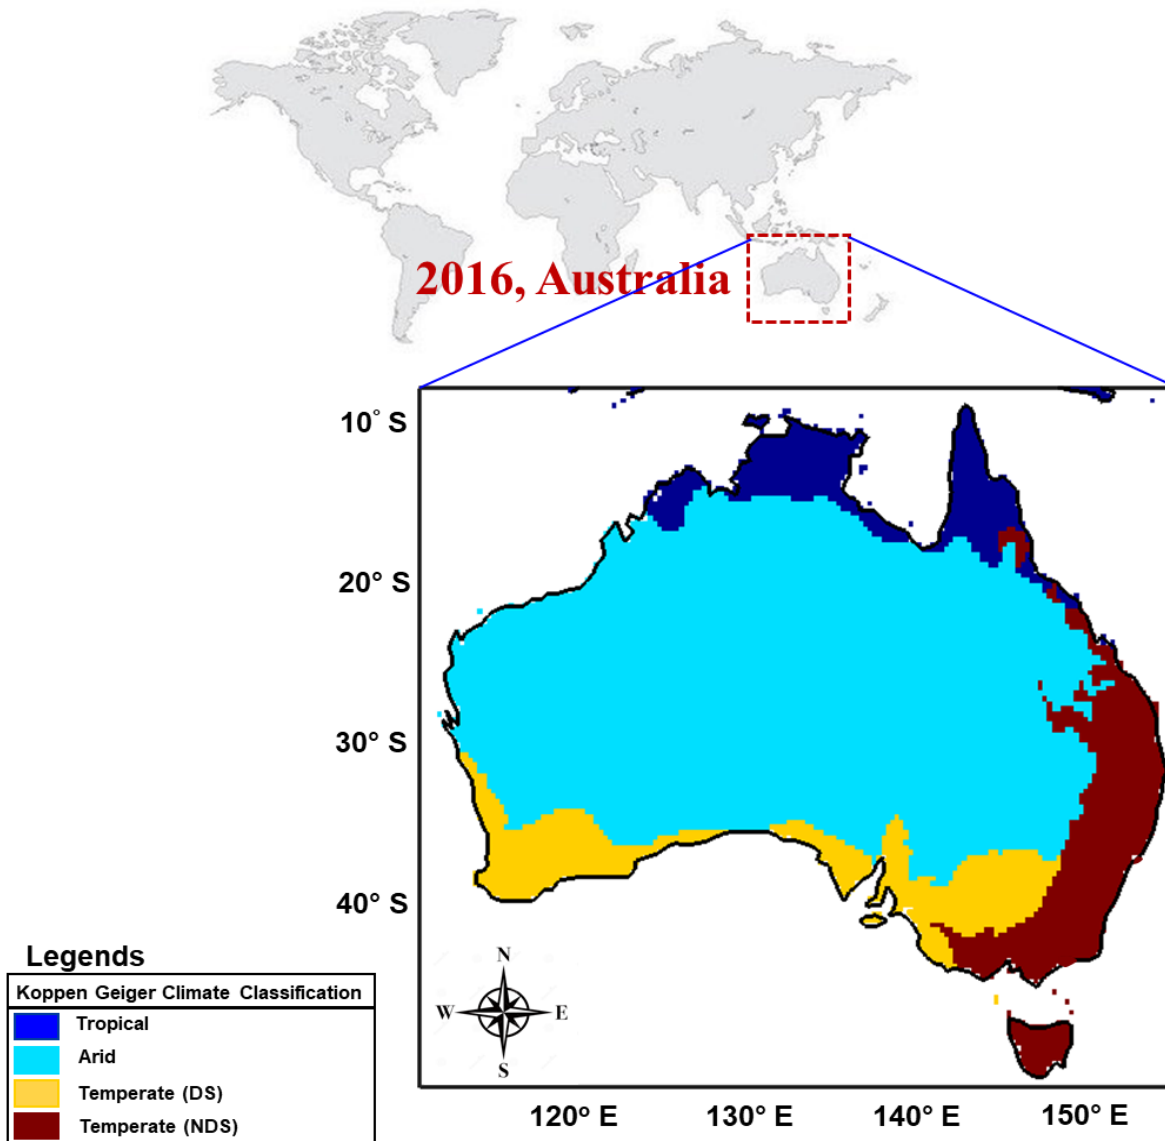 2016, Australia
10° S
20° S
30° S
40° S
Legends
Koppen Geiger Climate Classification
Tropical
Arid
Temperate (DS)
Temperate (NDS)
N
W
E
S
120° E
130° E
140° E
150° E